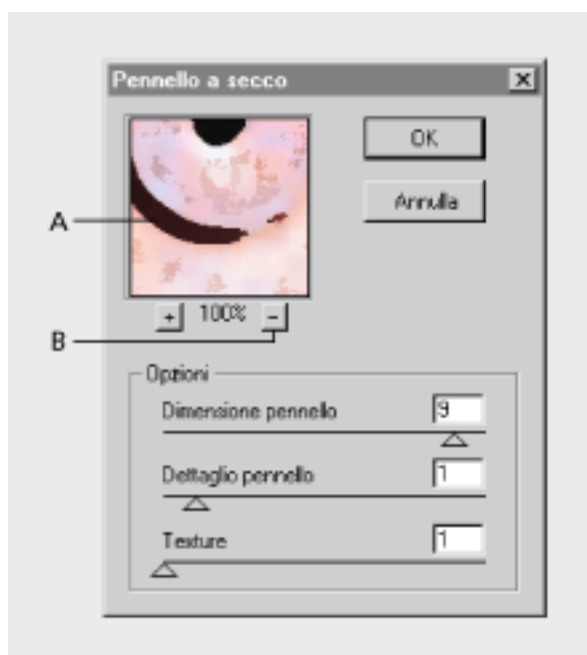 Pennello a secco
OK
Annulla
A
+ 100% -
B
Opzioni
Dimensione pennello 9
Dettaglio pennello 1
Texture 1